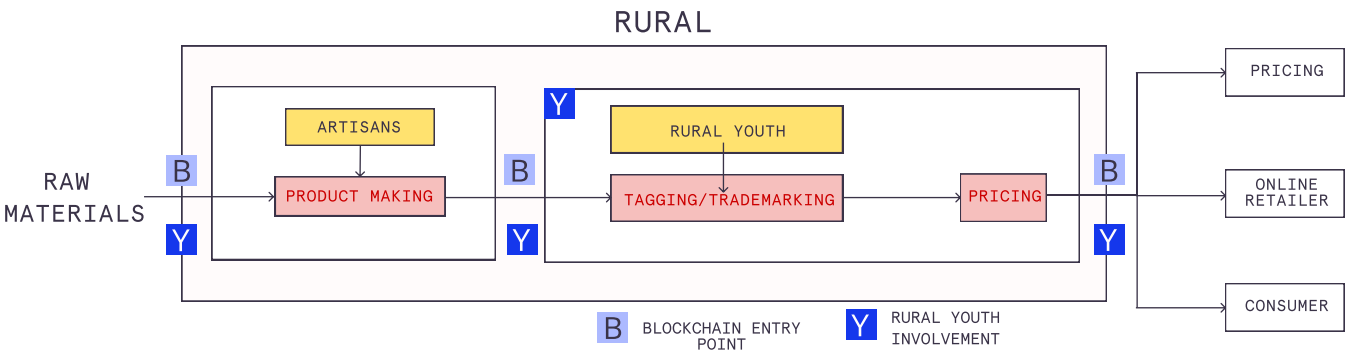 RURAL
PRICING
Y
ARTISANS
RURAL YOUTH
B
B
B
RAW
MATERIALS
PRODUCT MAKING
TAGGING/TRADEMARKING
PRICING
ONLINE
RETAILER
Y
Y
Y
CONSUMER
B
BLOCKCHAIN ENTRY
POINT
Y
RURAL YOUTH
INVOLVEMENT